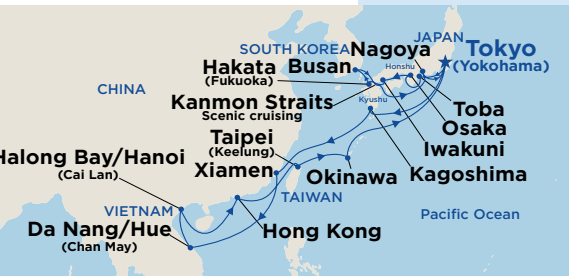 JAPAN
SOUTH KOREA
Nagoya
Tokyo
(Yokohama)
Hakata
(Fukuoka)
Busan
Honshu
CHINA
Kanmon Straits
Scenic cruising
Kyushu
Toba
Osaka
Iwakuni
Kagoshima
Taipei
(Keelung)
Halong Bay/Hanoi
(Cai Lan)
Xiamen
Okinawa
TAIWAN
VIETNAM
Pacific Ocean
Da Nang/Hue
(Chan May)
Hong Kong